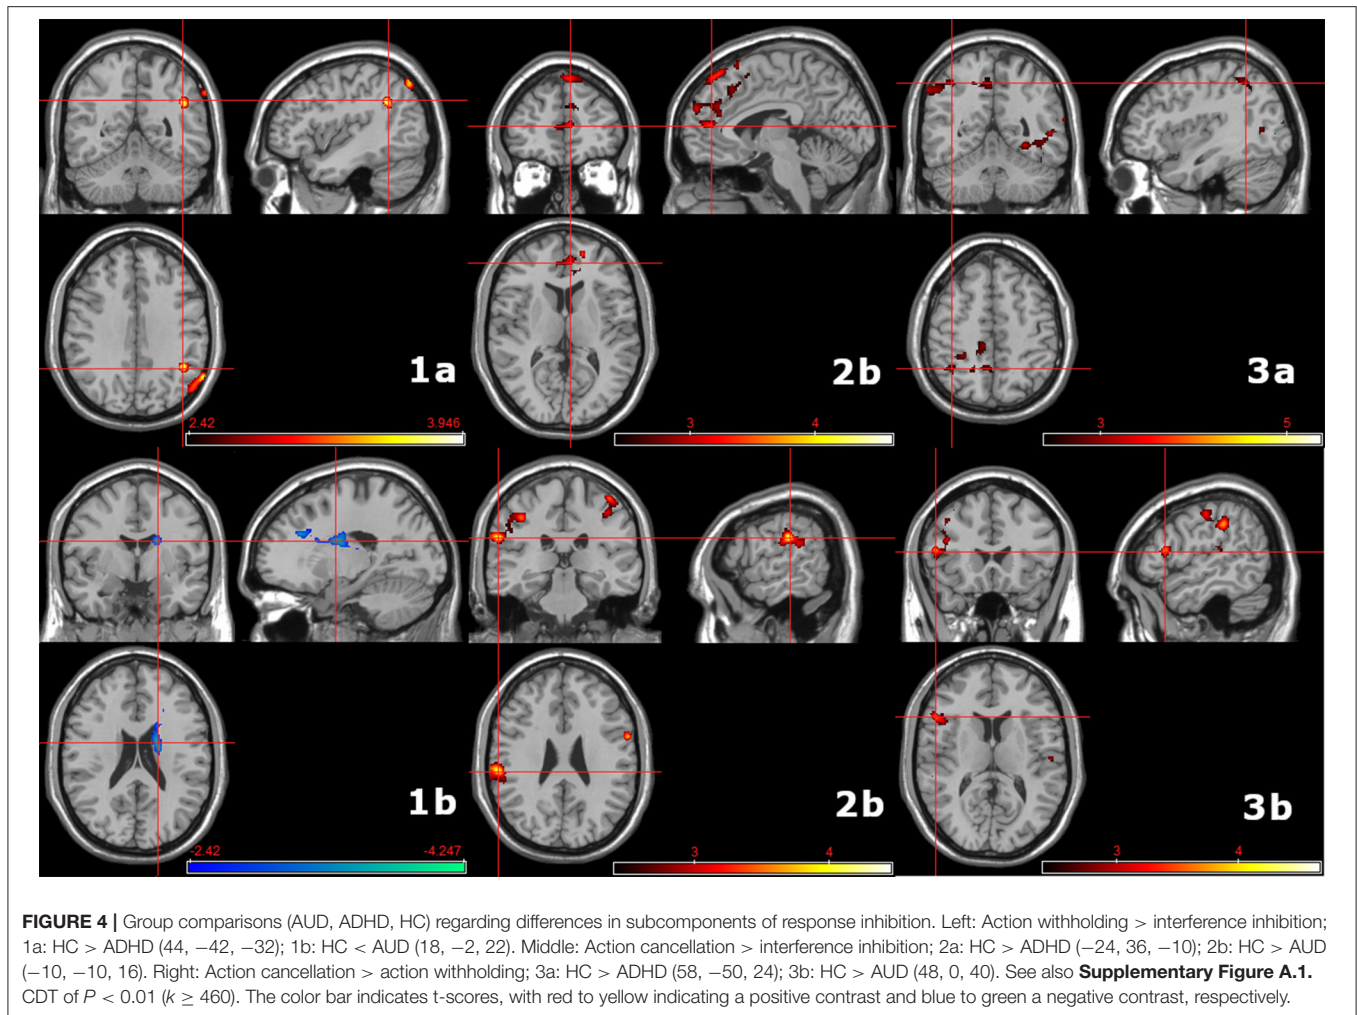 1a
2.42 3.946
2b
3 4
3a
3 5
1b
-2.42 -4.247
2b
3 4
3b
3 4
FIGURE 4 | Group comparisons (AUD, ADHD, HC) regarding differences in subcomponents of response inhibition. Left: Action withholding > interference inhibition;
1a: HC > ADHD (44, −42, −32); 1b: HC < AUD (18, −2, 22). Middle: Action cancellation > interference inhibition; 2a: HC > ADHD (−24, 36, −10); 2b: HC > AUD
(−10, −10, 16). Right: Action cancellation > action withholding; 3a: HC > ADHD (58, −50, 24); 3b: HC > AUD (48, 0, 40). See also Supplementary Figure A.1.
CDT of P < 0.01 (k ≥ 460). The color bar indicates t-scores, with red to yellow indicating a positive contrast and blue to green a negative contrast, respectively.